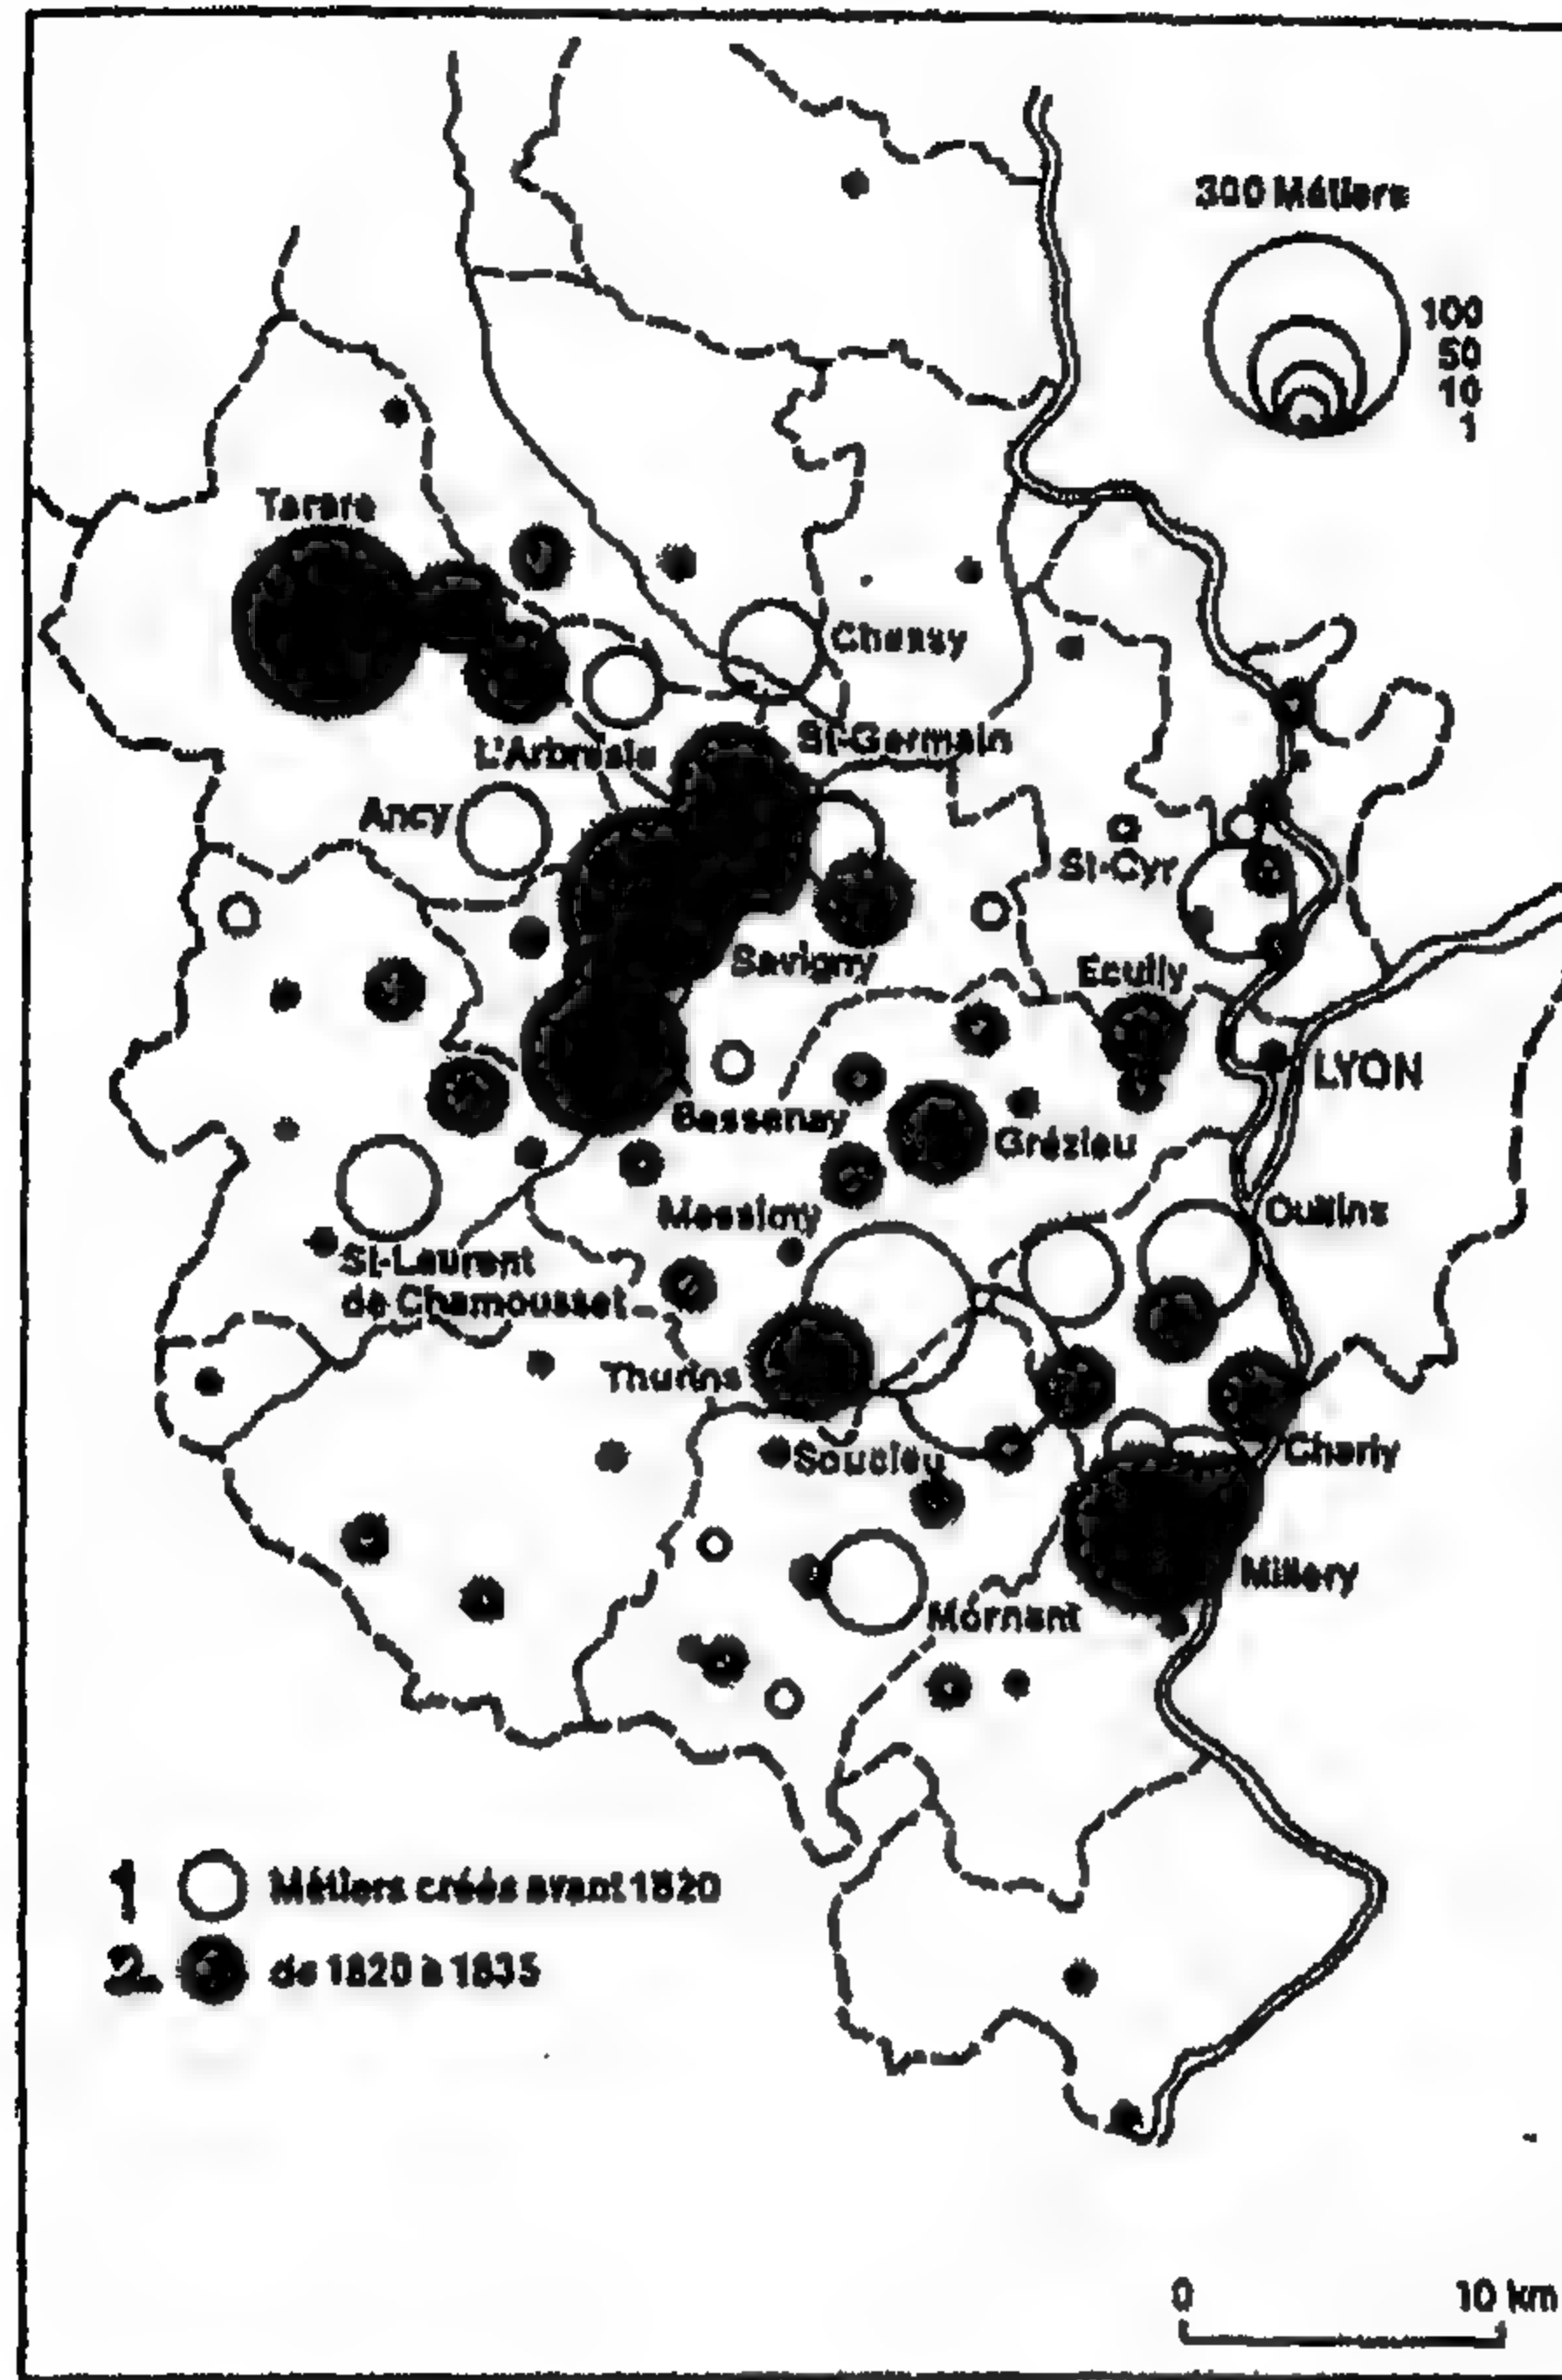 300 Métiers
100
50
10
1
Tarare
Chessy
St-Germain
L'Arbresle
Ancy
St-Cyr
Savigny
Ecully
LYON
Bessenay
Grézieu
Messimy
Oullins
St-Laurent
de Chamousset
Thurins
Soucieu
Charly
Millery
Mornant
1 Métiers créés avant 1820
2 de 1820 à 1835
0 10 km